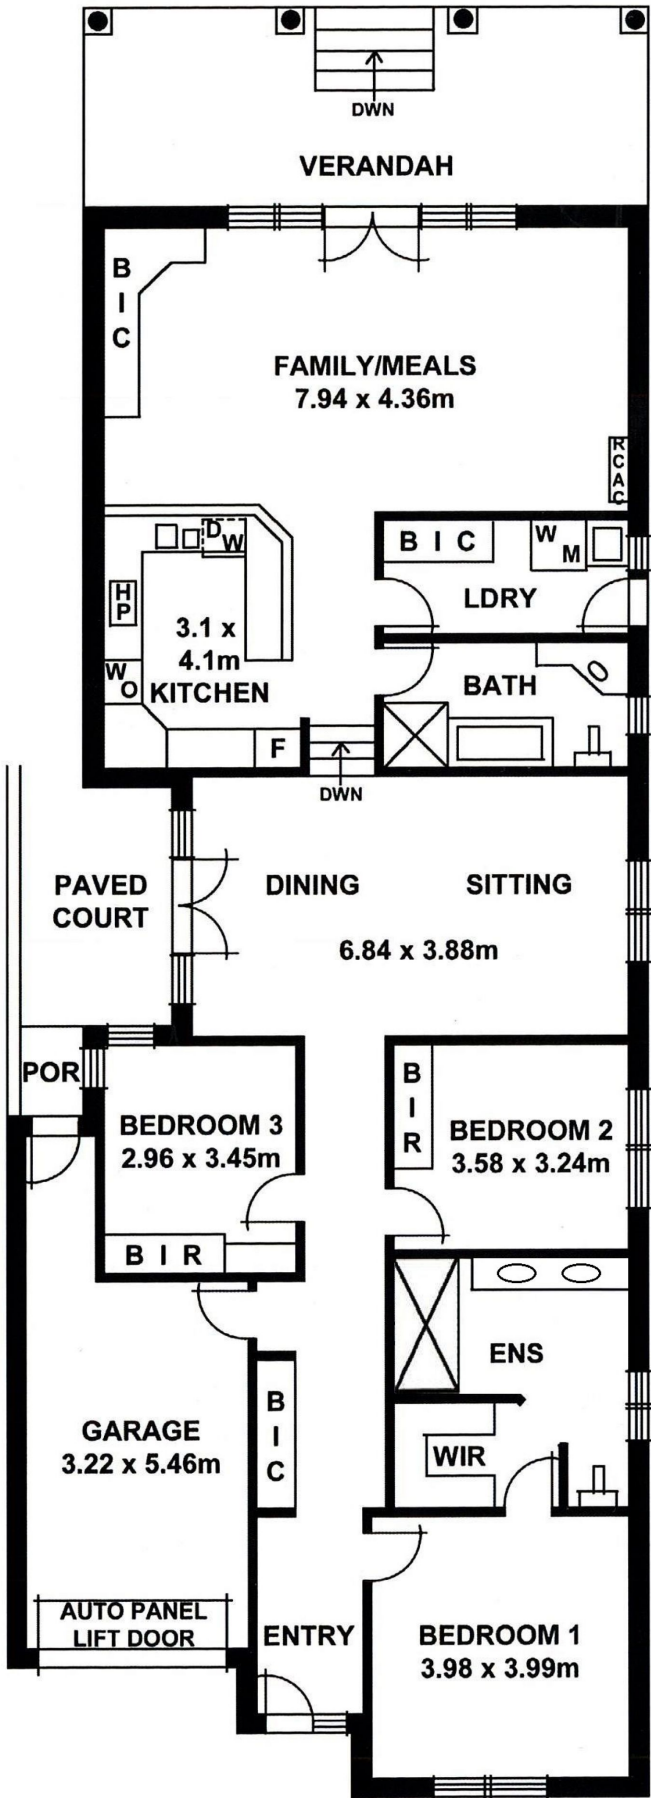 DWN
VERANDAH
B
I
C
FAMILY/MEALS
7.94 x 4.36m
R
C
A
C
D
W
B I C
W
M
LDRY
H
P
3.1 x
4.1m
KITCHEN
W
O
BATH
F
DWN
PAVED
COURT
DINING
SITTING
6.84 x 3.88m
POR
BEDROOM 3
2.96 x 3.45m
B
I
R
BEDROOM 2
3.58 x 3.24m
B I R
ENS
B
I
C
GARAGE
3.22 x 5.46m
WIR
AUTO PANEL
LIFT DOOR
ENTRY
BEDROOM 1
3.98 x 3.99m